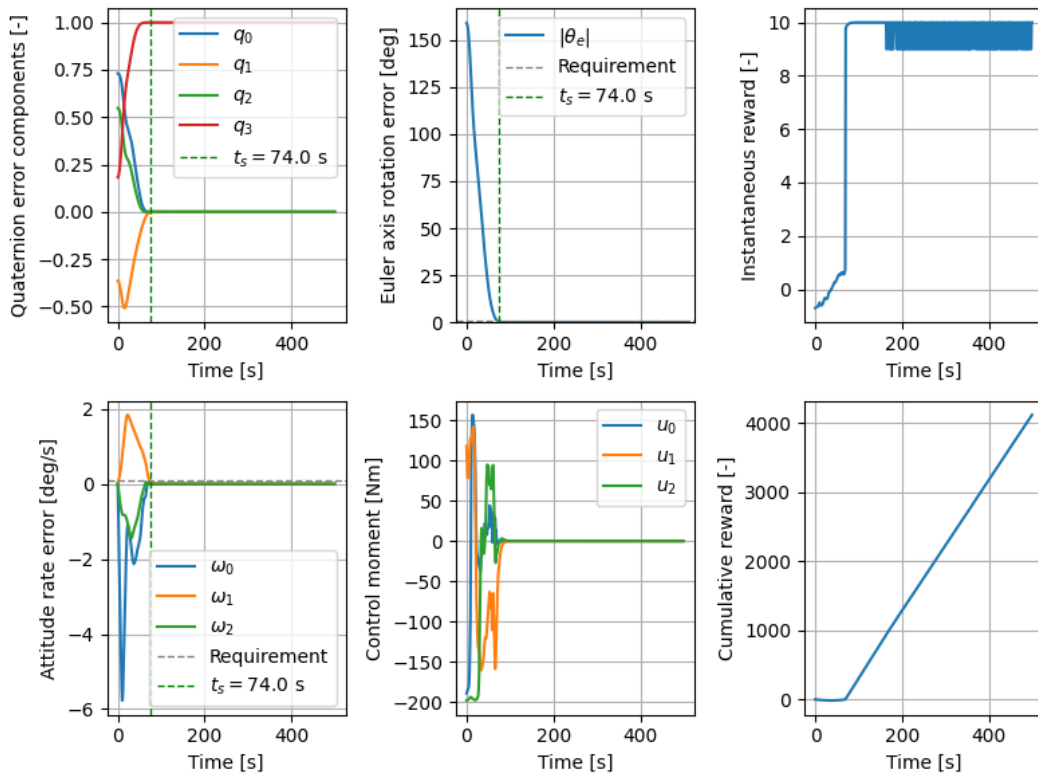 Quaternion error components [-]
1.00
0.75
0.50
0.25
0.00
−0.25
−0.50
q₀
q₁
q₂
q₃
tₛ = 74.0 s
0
200
400
Time [s]
Euler axis rotation error [deg]
150
125
100
75
50
25
0
|θₑ|
Requirement
tₛ = 74.0 s
0
200
400
Time [s]
Instantaneous reward [-]
10
8
6
4
2
0
0
200
400
Time [s]
Attitude rate error [deg/s]
2
0
−2
−4
−6
ω₀
ω₁
ω₂
Requirement
tₛ = 74.0 s
0
200
400
Time [s]
Control moment [Nm]
150
100
50
0
−50
−100
−150
−200
u₀
u₁
u₂
0
200
400
Time [s]
Cumulative reward [-]
4000
3000
2000
1000
0
0
200
400
Time [s]